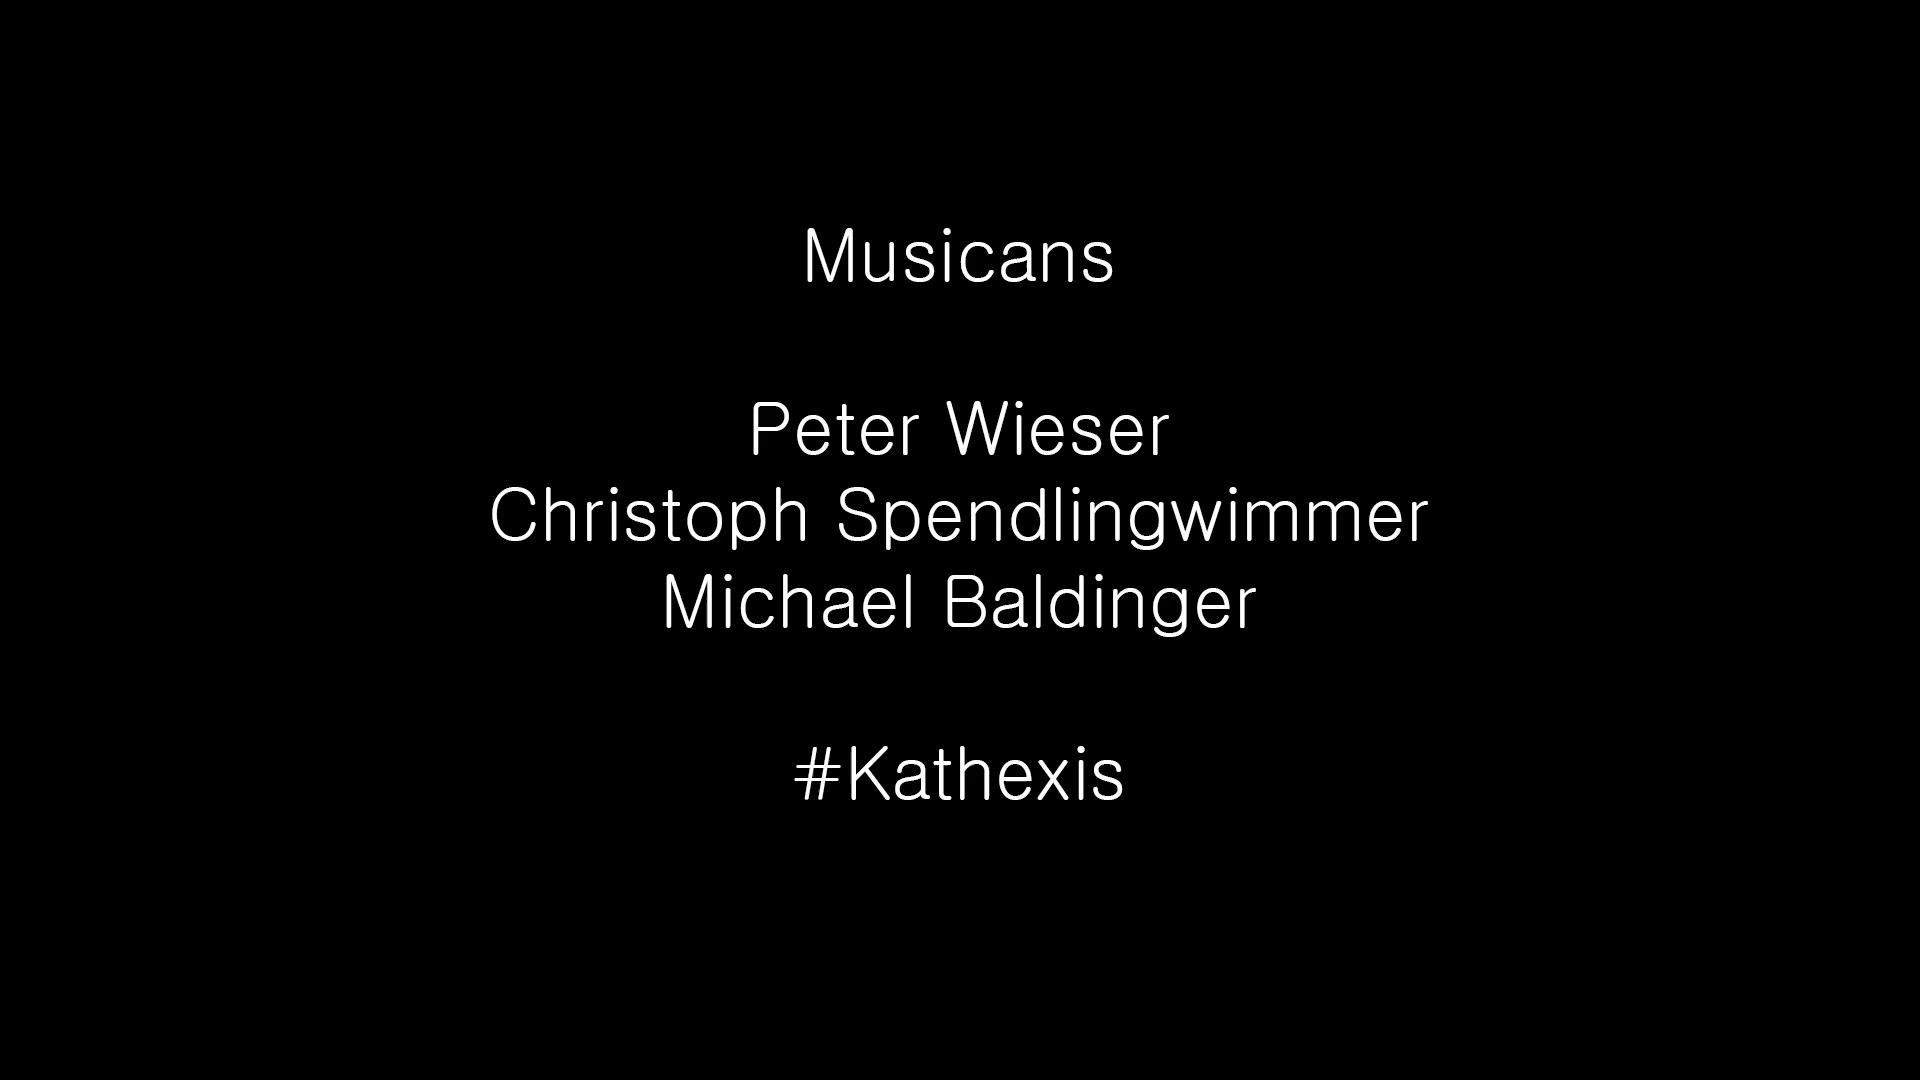 Musicans
Peter Wieser
Christoph Spendlingwimmer
Michael Baldinger
#Kathexis